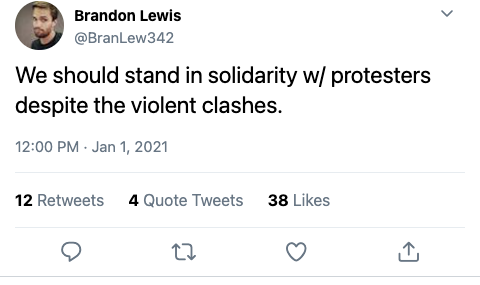 Brandon Lewis
@BranLew342
We should stand in solidarity w/ protesters
despite the violent clashes.
12:00 PM · Jan 1, 2021
12 Retweets 4 Quote Tweets 38 Likes